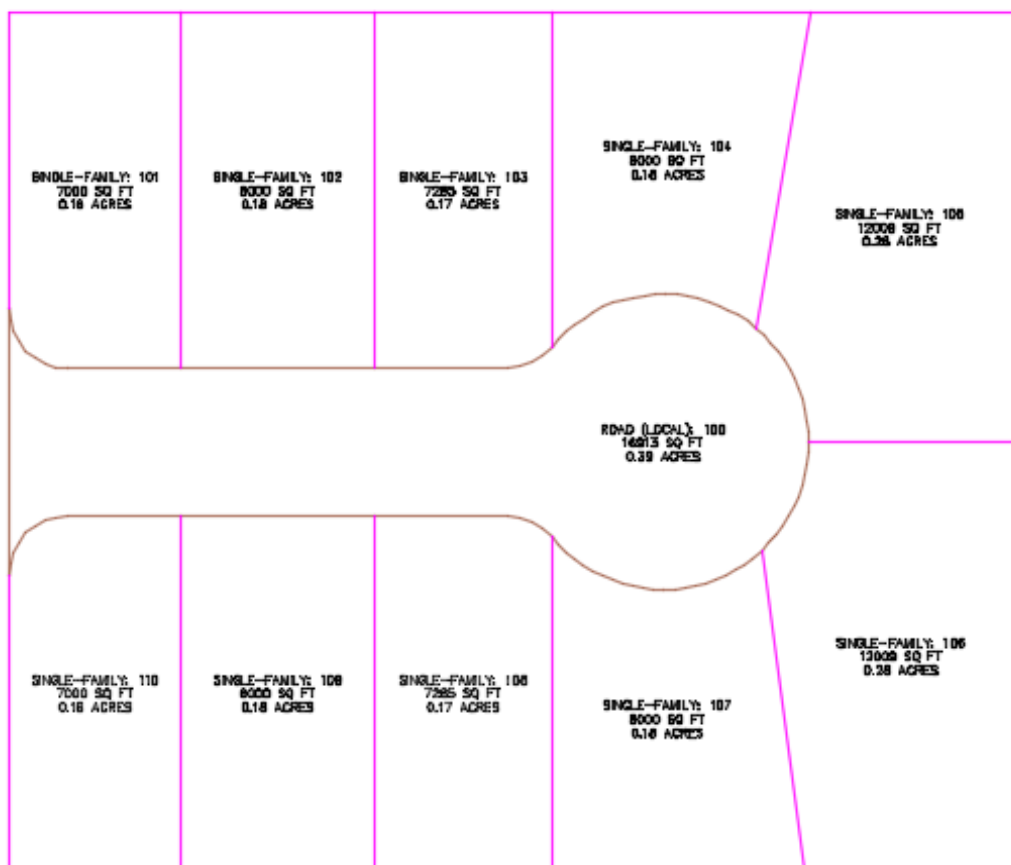 SINGLE-FAMILY: 101
7000 SQ FT
0.16 ACRES
SINGLE-FAMILY: 102
8000 SQ FT
0.18 ACRES
SINGLE-FAMILY: 103
7285 SQ FT
0.17 ACRES
SINGLE-FAMILY: 104
8000 SQ FT
0.18 ACRES
SINGLE-FAMILY: 105
SQ FT
0.28 ACRES
ROAD (LOCAL): 100
16913 SQ FT
0.39 ACRES
SINGLE-FAMILY: 110
7000 SQ FT
0.16 ACRES
SINGLE-FAMILY: 109
8000 SQ FT
0.18 ACRES
SINGLE-FAMILY: 108
7285 SQ FT
0.17 ACRES
SINGLE-FAMILY: 107
8000 SQ FT
0.18 ACRES
SINGLE-FAMILY: 106
SQ FT
0.28 ACRES